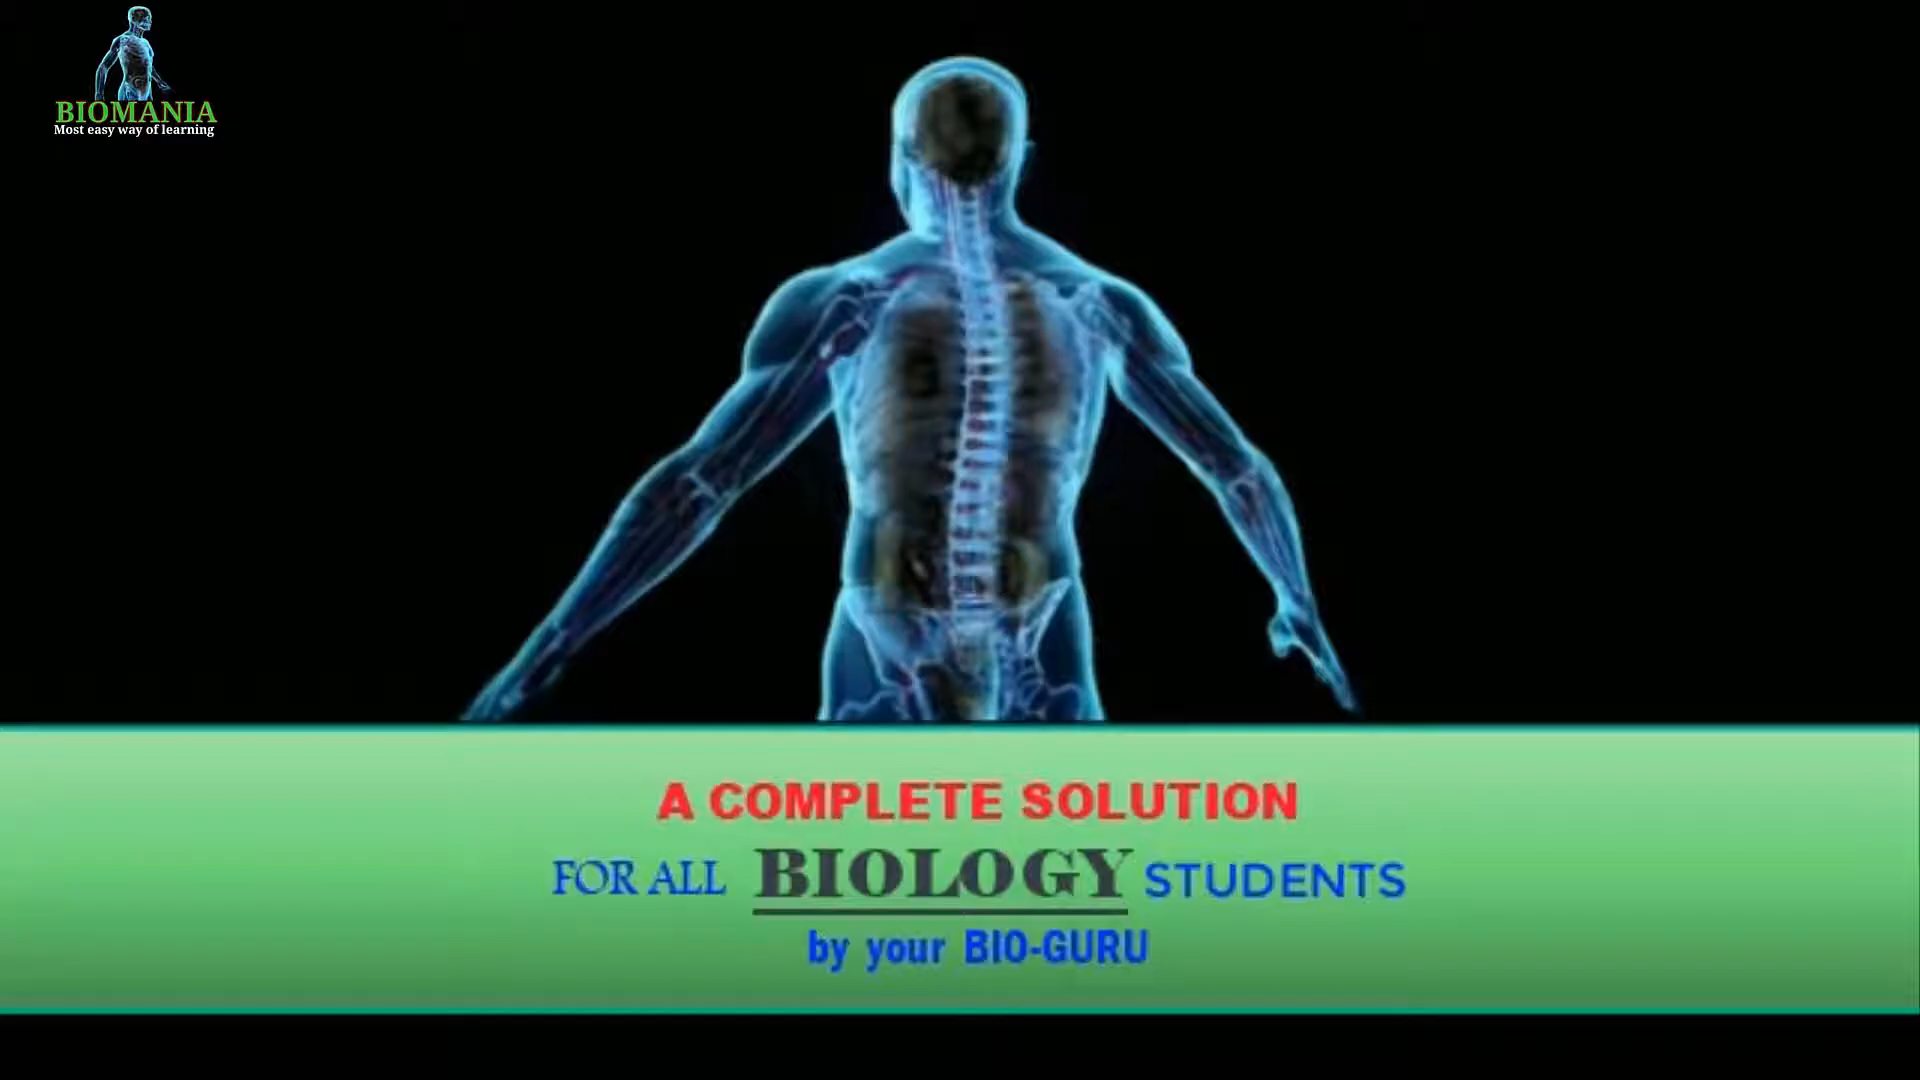 BIOMANIA
Most easy way of learning
A COMPLETE SOLUTION
FOR ALL BIOLOGY STUDENTS
by your BIO-GURU